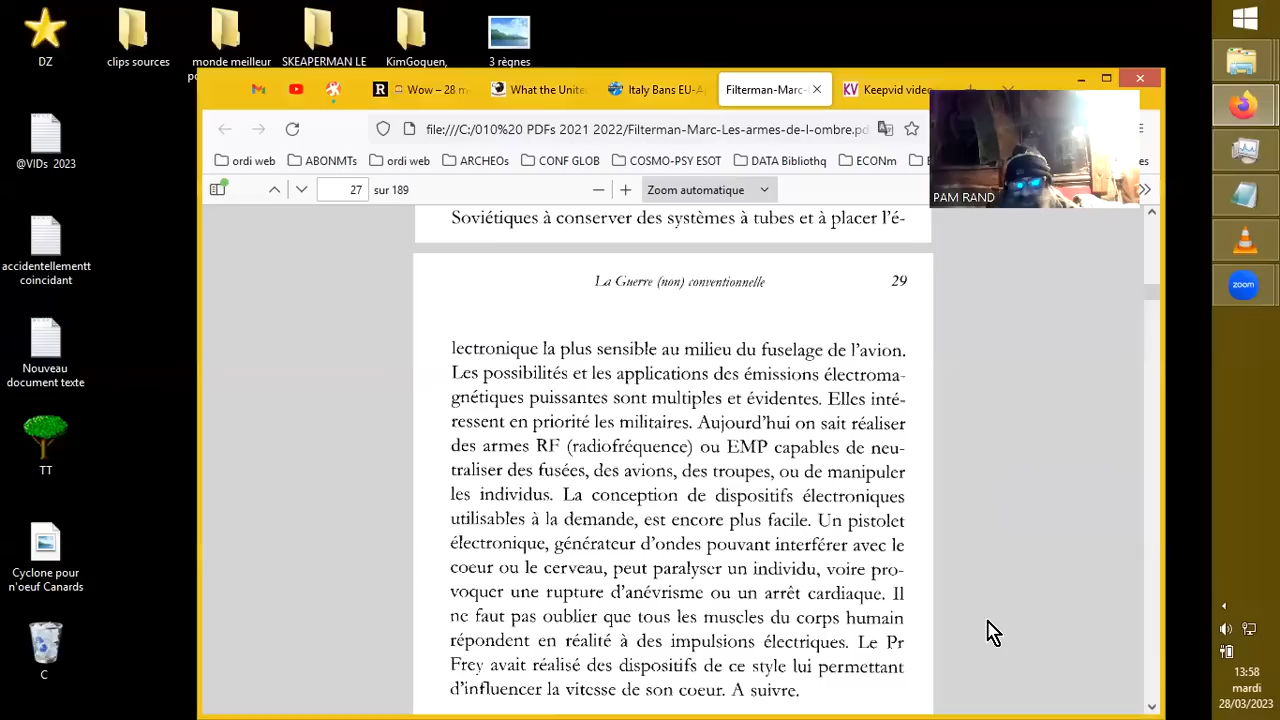 DZ
clips sources
monde meilleur
SKEAPERMAN LE
KimGoquen,
3 règnes
Wow – 28 m
What the Unite
Italy Bans EU-A
Filterman-Marc-
Keepvid video
file:///C:/010%20 PDFs 2021 2022/Filterman-Marc-Les-armes-de-l-ombre.pd
ordi web
ABONMTs
ordi web
ARCHEOs
CONF GLOB
COSMO-PSY ESOT
DATA Bibliothq
ECONm
27 sur 189
Zoom automatique
PAM RAND
@VIDs 2023
accidentellementt
coincidant
Nouveau
document texte
TT
Cyclone pour
n'oeuf Canards
C
Soviétiques à conserver des systèmes à tubes et à placer l'é-
La Guerre (non) conventionnelle 29
lectronique la plus sensible au milieu du fuselage de l'avion.
Les possibilités et les applications des émissions électroma-
gnétiques puissantes sont multiples et évidentes. Elles inté-
ressent en priorité les militaires. Aujourd'hui on sait réaliser
des armes RF (radiofréquence) ou EMP capables de neu-
traliser des fusées, des avions, des troupes, ou de manipuler
les individus. La conception de dispositifs électroniques
utilisables à la demande, est encore plus facile. Un pistolet
électronique, générateur d'ondes pouvant interférer avec le
coeur ou le cerveau, peut paralyser un individu, voire pro-
voquer une rupture d'anévrisme ou un arrêt cardiaque. Il
ne faut pas oublier que tous les muscles du corps humain
répondent en réalité à des impulsions électriques. Le Pr
Frey avait réalisé des dispositifs de ce style lui permettant
d'influencer la vitesse de son coeur. A suivre.
zoom
13:58
mardi
28/03/2023